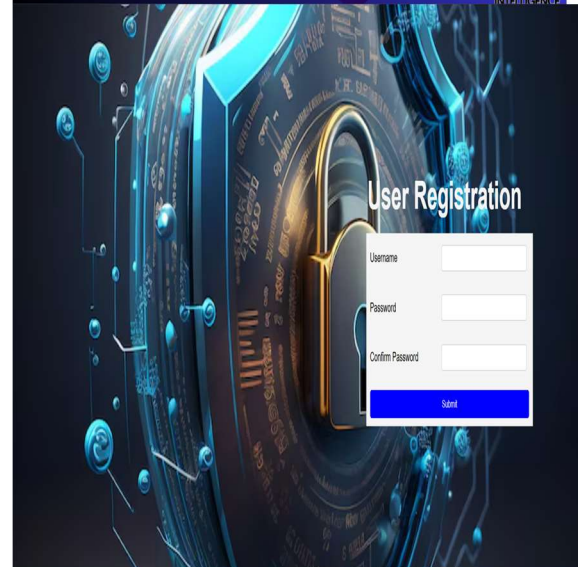 User Registration
Username
Password
Confirm Password
Submit